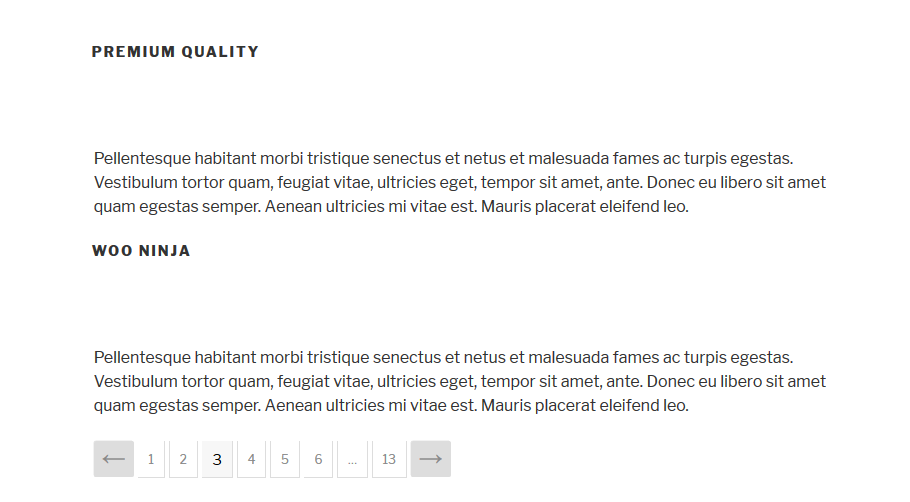 PREMIUM QUALITY
Pellentesque habitant morbi tristique senectus et netus et malesuada fames ac turpis egestas.
Vestibulum tortor quam, feugiat vitae, ultricies eget, tempor sit amet, ante. Donec eu libero sit amet
quam egestas semper. Aenean ultricies mi vitae est. Mauris placerat eleifend leo.
WOO NINJA
Pellentesque habitant morbi tristique senectus et netus et malesuada fames ac turpis egestas.
Vestibulum tortor quam, feugiat vitae, ultricies eget, tempor sit amet, ante. Donec eu libero sit amet
quam egestas semper. Aenean ultricies mi vitae est. Mauris placerat eleifend leo.
← 1 2 3 4 5 6 ... 13 →